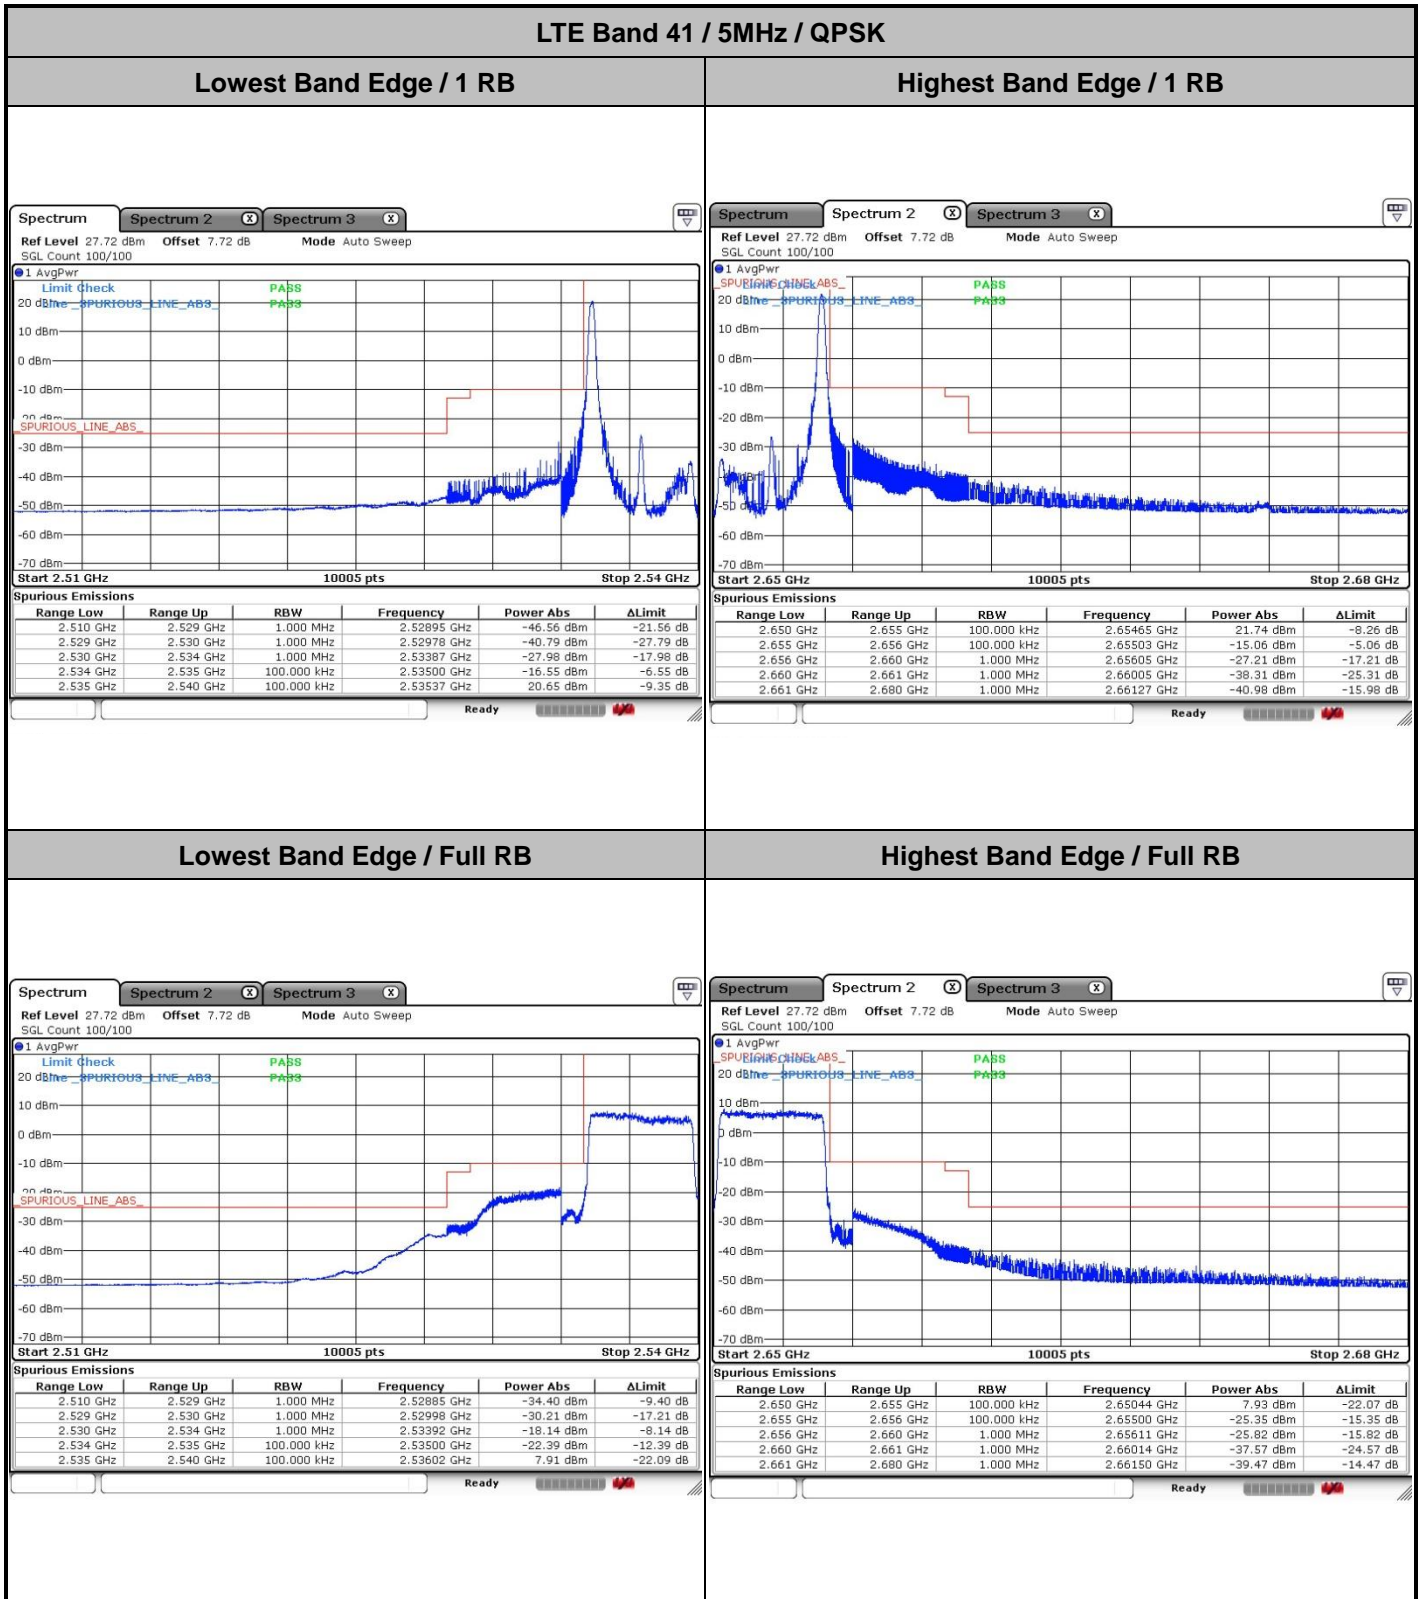 LTE Band 41 / 5MHz / QPSK
Lowest Band Edge / 1 RB
Highest Band Edge / 1 RB
Spectrum Spectrum 2 X Spectrum 3 X
Ref Level 27.72 dBm Offset 7.72 dB Mode Auto Sweep
SGL Count 100/100
1 AvgPwr
Limit Check PASS
Line _SPURIOUS_LINE_ABS_ PASS
20 dBm
10 dBm
0 dBm
-10 dBm
-20 dBm
_SPURIOUS_LINE_ABS_
-30 dBm
-40 dBm
-50 dBm
-60 dBm
-70 dBm
Start 2.51 GHz 10005 pts Stop 2.54 GHz
Spurious Emissions
Range Low Range Up RBW Frequency Power Abs ΔLimit
2.510 GHz 2.529 GHz 1.000 MHz 2.52895 GHz -46.56 dBm -21.56 dB
2.529 GHz 2.530 GHz 1.000 MHz 2.52978 GHz -40.79 dBm -27.79 dB
2.530 GHz 2.534 GHz 1.000 MHz 2.53387 GHz -27.98 dBm -17.98 dB
2.534 GHz 2.535 GHz 100.000 kHz 2.53500 GHz -16.55 dBm -6.55 dB
2.535 GHz 2.540 GHz 100.000 kHz 2.53537 GHz 20.65 dBm -9.35 dB
Ready
Spectrum Spectrum 2 X Spectrum 3 X
Ref Level 27.72 dBm Offset 7.72 dB Mode Auto Sweep
SGL Count 100/100
1 AvgPwr
_SPURIOUS_LINE_ABS_
Limit Check PASS
Line _SPURIOUS_LINE_ABS_ PASS
20 dBm
10 dBm
0 dBm
-10 dBm
-20 dBm
-30 dBm
-40 dBm
-50 dBm
-60 dBm
-70 dBm
Start 2.65 GHz 10005 pts Stop 2.68 GHz
Spurious Emissions
Range Low Range Up RBW Frequency Power Abs ΔLimit
2.650 GHz 2.655 GHz 100.000 kHz 2.65465 GHz 21.74 dBm -8.26 dB
2.655 GHz 2.656 GHz 100.000 kHz 2.65503 GHz -15.06 dBm -5.06 dB
2.656 GHz 2.660 GHz 1.000 MHz 2.65605 GHz -27.21 dBm -17.21 dB
2.660 GHz 2.661 GHz 1.000 MHz 2.66005 GHz -38.31 dBm -25.31 dB
2.661 GHz 2.680 GHz 1.000 MHz 2.66127 GHz -40.98 dBm -15.98 dB
Ready
Lowest Band Edge / Full RB
Highest Band Edge / Full RB
Spectrum Spectrum 2 X Spectrum 3 X
Ref Level 27.72 dBm Offset 7.72 dB Mode Auto Sweep
SGL Count 100/100
1 AvgPwr
Limit Check PASS
Line _SPURIOUS_LINE_ABS_ PASS
20 dBm
10 dBm
0 dBm
-10 dBm
-20 dBm
_SPURIOUS_LINE_ABS_
-30 dBm
-40 dBm
-50 dBm
-60 dBm
-70 dBm
Start 2.51 GHz 10005 pts Stop 2.54 GHz
Spurious Emissions
Range Low Range Up RBW Frequency Power Abs ΔLimit
2.510 GHz 2.529 GHz 1.000 MHz 2.52885 GHz -34.40 dBm -9.40 dB
2.529 GHz 2.530 GHz 1.000 MHz 2.52998 GHz -30.21 dBm -17.21 dB
2.530 GHz 2.534 GHz 1.000 MHz 2.53392 GHz -18.14 dBm -8.14 dB
2.534 GHz 2.535 GHz 100.000 kHz 2.53500 GHz -22.39 dBm -12.39 dB
2.535 GHz 2.540 GHz 100.000 kHz 2.53602 GHz 7.91 dBm -22.09 dB
Ready
Spectrum Spectrum 2 X Spectrum 3 X
Ref Level 27.72 dBm Offset 7.72 dB Mode Auto Sweep
SGL Count 100/100
1 AvgPwr
_SPURIOUS_LINE_ABS_
Limit Check PASS
Line _SPURIOUS_LINE_ABS_ PASS
20 dBm
10 dBm
0 dBm
-10 dBm
-20 dBm
-30 dBm
-40 dBm
-50 dBm
-60 dBm
-70 dBm
Start 2.65 GHz 10005 pts Stop 2.68 GHz
Spurious Emissions
Range Low Range Up RBW Frequency Power Abs ΔLimit
2.650 GHz 2.655 GHz 100.000 kHz 2.65044 GHz 7.93 dBm -22.07 dB
2.655 GHz 2.656 GHz 100.000 kHz 2.65500 GHz -25.35 dBm -15.35 dB
2.656 GHz 2.660 GHz 1.000 MHz 2.65611 GHz -25.82 dBm -15.82 dB
2.660 GHz 2.661 GHz 1.000 MHz 2.66014 GHz -37.57 dBm -24.57 dB
2.661 GHz 2.680 GHz 1.000 MHz 2.66150 GHz -39.47 dBm -14.47 dB
Ready